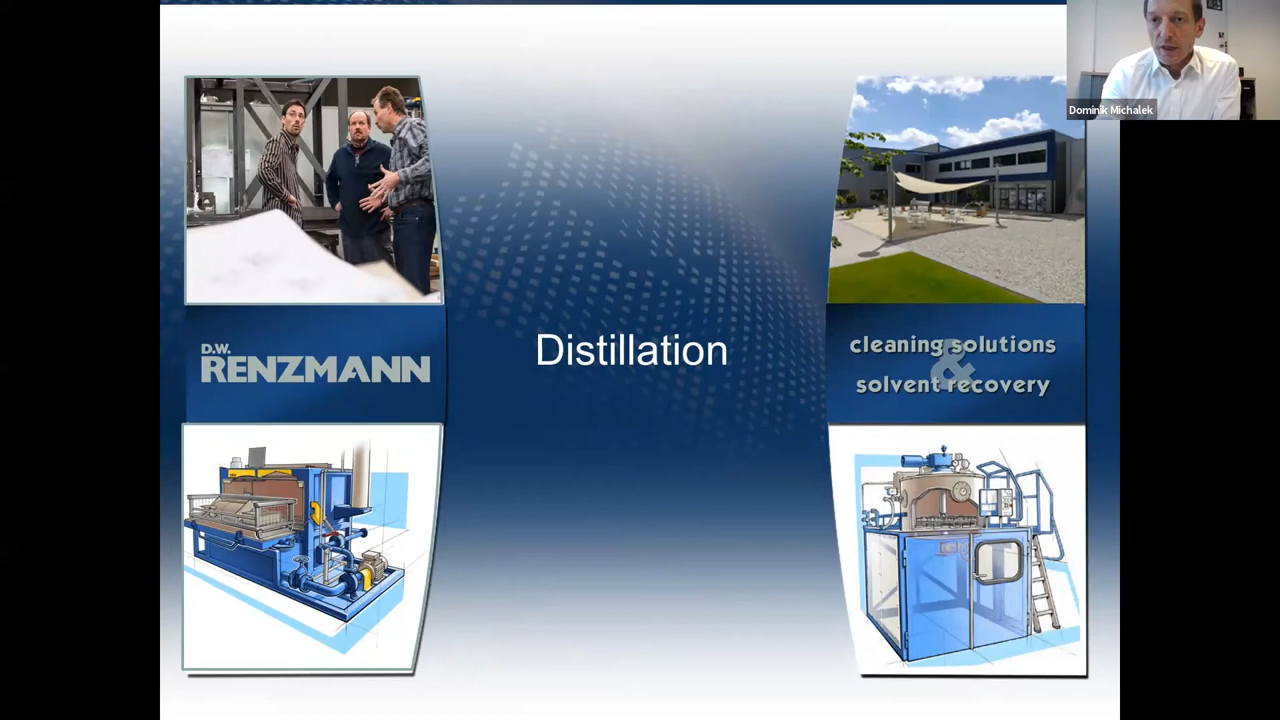 Dominik Michalek
D.W.
RENZMANN
Distillation
cleaning solutions
&
solvent recovery